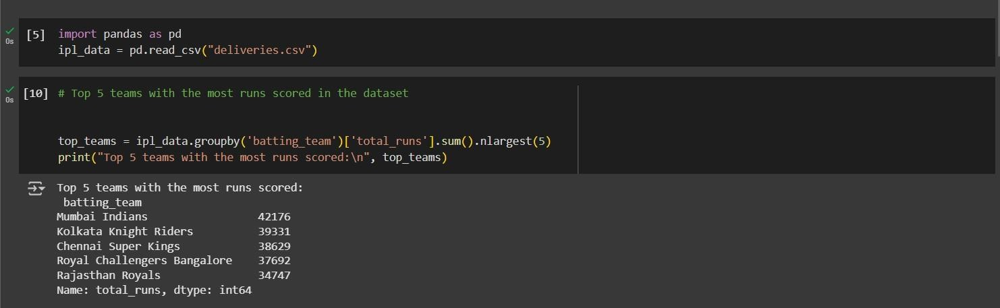 [5] import pandas as pd
0s
ipl_data = pd.read_csv("deliveries.csv")
[10] # Top 5 teams with the most runs scored in the dataset
0s
top_teams = ipl_data.groupby('batting_team')['total_runs'].sum().nlargest(5)
print("Top 5 teams with the most runs scored:\n", top_teams)
Top 5 teams with the most runs scored:
batting_team
Mumbai Indians 42176
Kolkata Knight Riders 39331
Chennai Super Kings 38629
Royal Challengers Bangalore 37692
Rajasthan Royals 34747
Name: total_runs, dtype: int64